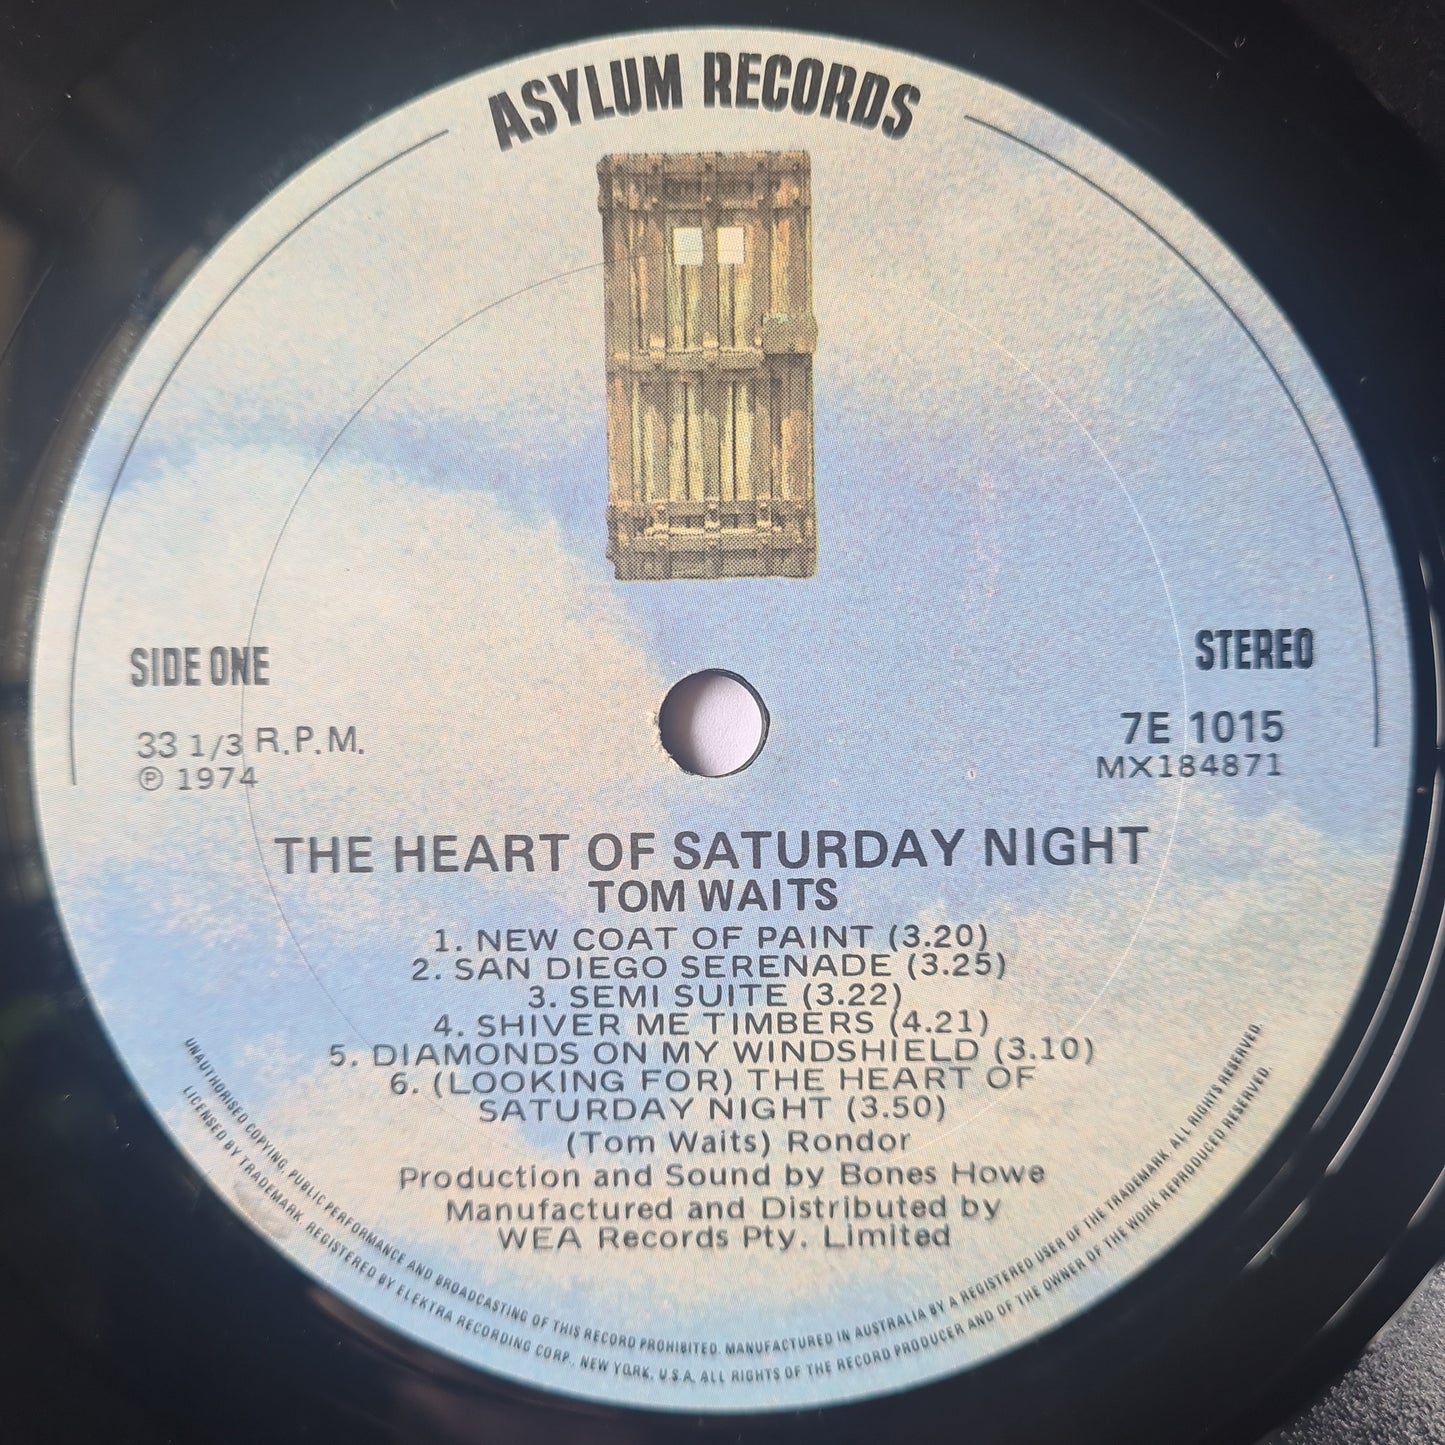 ASYLUM RECORDS
SIDE ONE
STEREO
33 1/3 R.P.M.
℗ 1974
7E 1015
MX184871
THE HEART OF SATURDAY NIGHT
TOM WAITS
1. NEW COAT OF PAINT (3.20)
2. SAN DIEGO SERENADE (3.25)
3. SEMI SUITE (3.22)
4. SHIVER ME TIMBERS (4.21)
5. DIAMONDS ON MY WINDSHIELD (3.10)
6. (LOOKING FOR) THE HEART OF
SATURDAY NIGHT (3.50)
(Tom Waits) Rondor
Production and Sound by Bones Howe
Manufactured and Distributed by
WEA Records Pty. Limited
UNAUTHORISED COPYING, PUBLIC PERFORMANCE AND BROADCASTING OF THIS RECORD PROHIBITED. MANUFACTURED IN AUSTRALIA BY A REGISTERED USER OF THE TRADEMARK. ALL RIGHTS RESERVED.
LICENSED BY TRADEMARK. REGISTERED BY ELEKTRA RECORDING CORP., NEW YORK, U.S.A. ALL RIGHTS OF THE RECORD PRODUCER AND OF THE OWNER OF THE WORK REPRODUCED RESERVED.